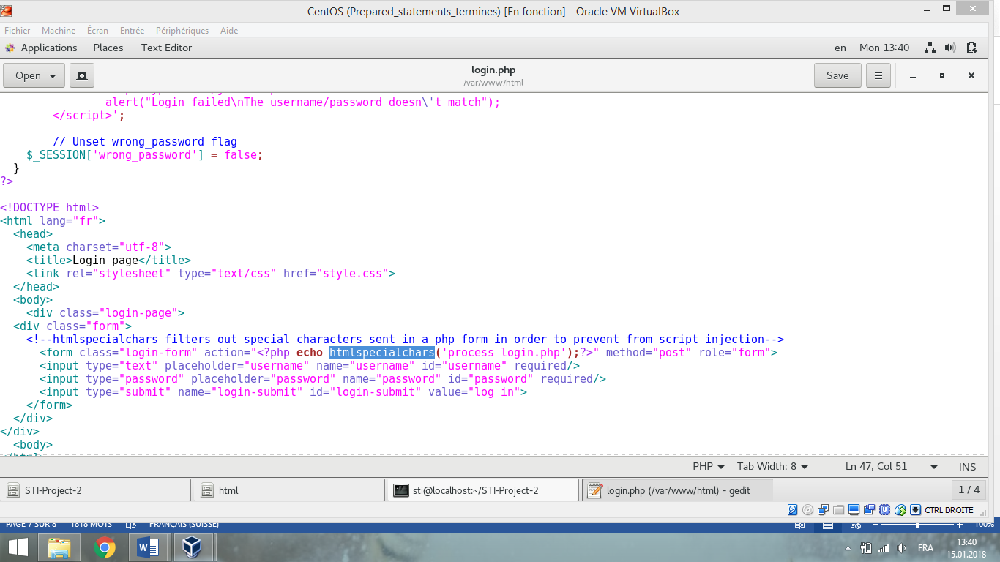 CentOS (Prepared_statements_termines) [En fonction] - Oracle VM VirtualBox
Fichier Machine Écran Entrée Périphériques Aide
Applications Places Text Editor en Mon 13:40
Open login.php Save
/var/www/html
alert("Login failed\nThe username/password doesn\'t match");
</script>';
// Unset wrong_password flag
$_SESSION['wrong_password'] = false;
}
?>
<!DOCTYPE html>
<html lang="fr">
<head>
<meta charset="utf-8">
<title>Login page</title>
<link rel="stylesheet" type="text/css" href="style.css">
</head>
<body>
<div class="login-page">
<div class="form">
<!--htmlspecialchars filters out special characters sent in a php form in order to prevent from script injection-->
<form class="login-form" action="<?php echo htmlspecialchars('process_login.php');?>" method="post" role="form">
<input type="text" placeholder="username" name="username" id="username" required/>
<input type="password" placeholder="password" name="password" id="password" required/>
<input type="submit" name="login-submit" id="login-submit" value="log in">
</form>
</div>
</div>
<body>
PHP Tab Width: 8 Ln 47, Col 51 INS
STI-Project-2 html sti@localhost:~/STI-Project-2 login.php (/var/www/html) - gedit 1 / 4
CTRL DROITE
PAGE 7 SUR 8 1818 MOTS FRANÇAIS (SUISSE) 100%
FRA 13:40
15.01.2018